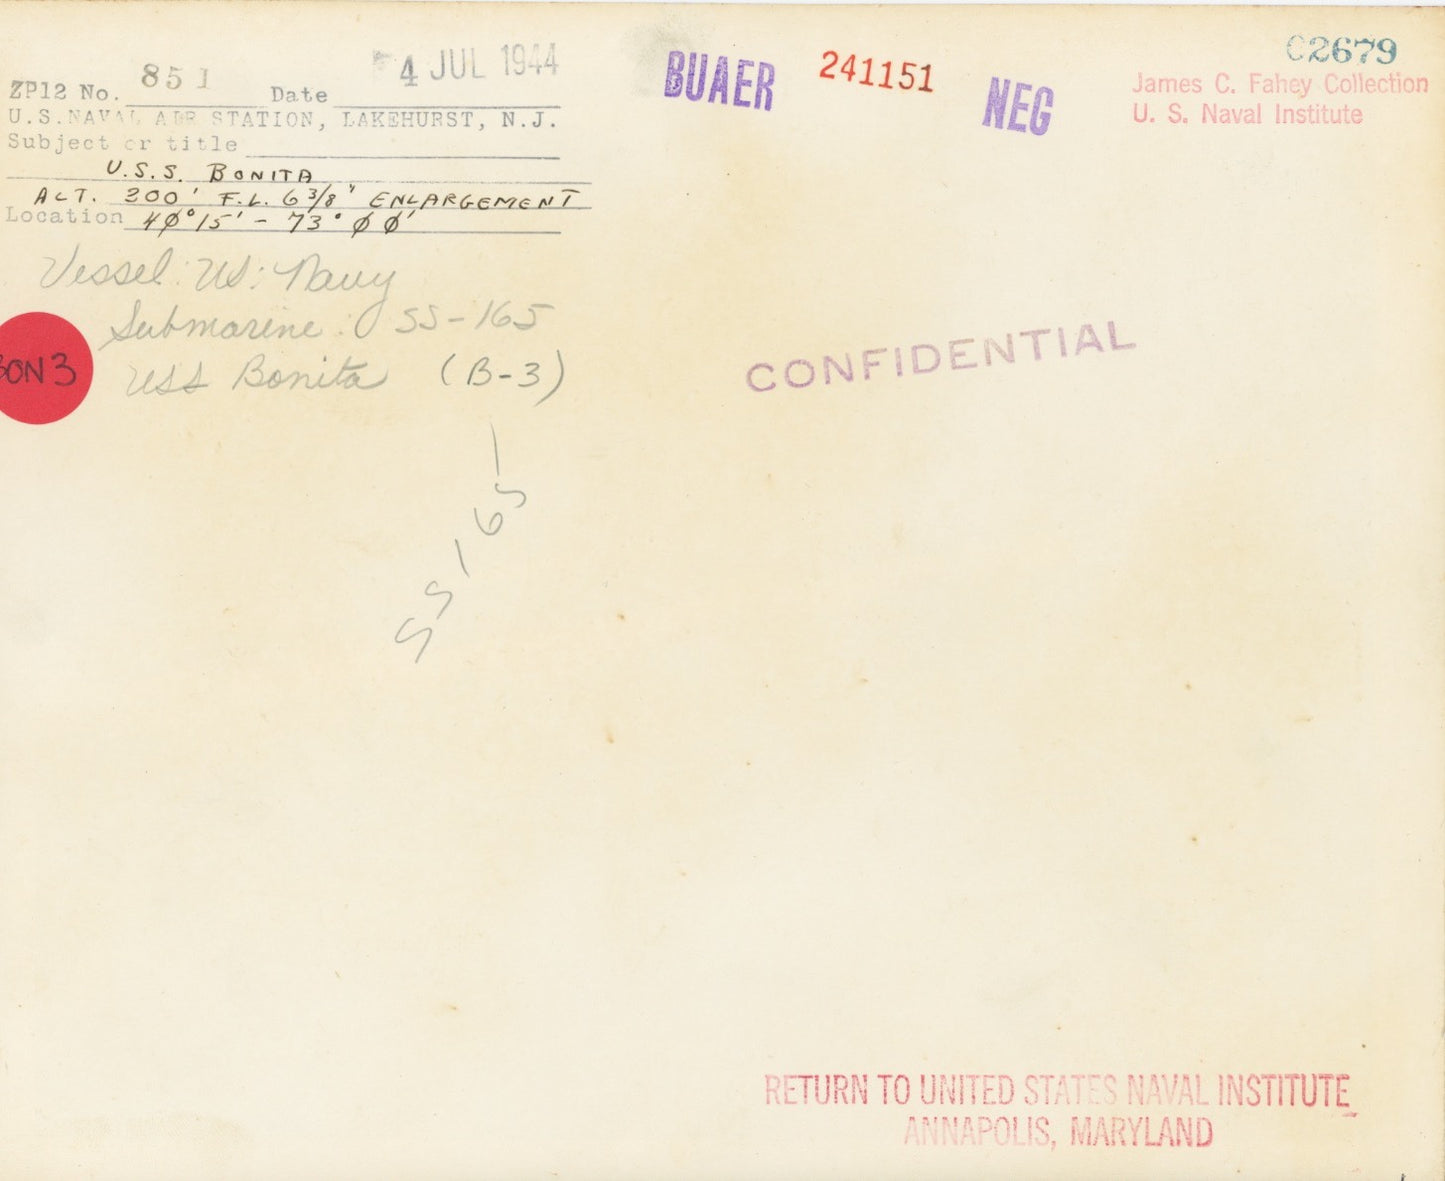 ZP12 No. 851 Date 4 JUL 1944
U.S.NAVAL AIR STATION, LAKEHURST, N.J.
Subject or title
U.S.S. BONITA
ALT. 300' F.L. 6 3/8" ENLARGEMENT
Location 40°15' - 73°00'
Vessel: US: Navy
Submarine: SS-165
USS Bonita (B-3)
BON3
SS165
BUAER 241151 NEG
C2679
James C. Fahey Collection
U. S. Naval Institute
CONFIDENTIAL
RETURN TO UNITED STATES NAVAL INSTITUTE
ANNAPOLIS, MARYLAND